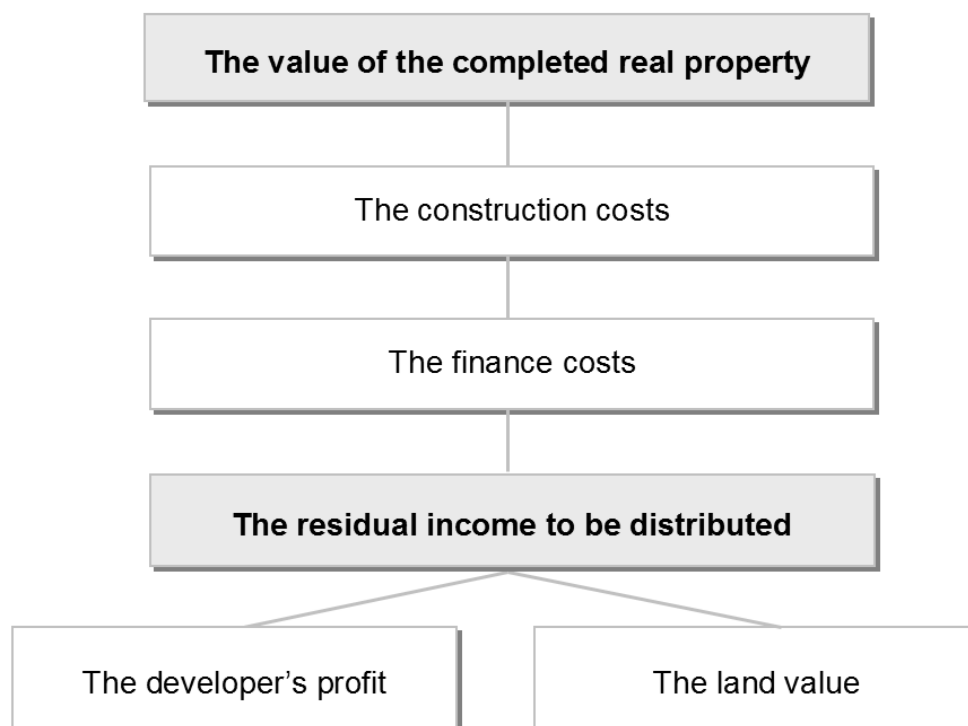 The value of the completed real property
The construction costs
The finance costs
The residual income to be distributed
The developer’s profit
The land value